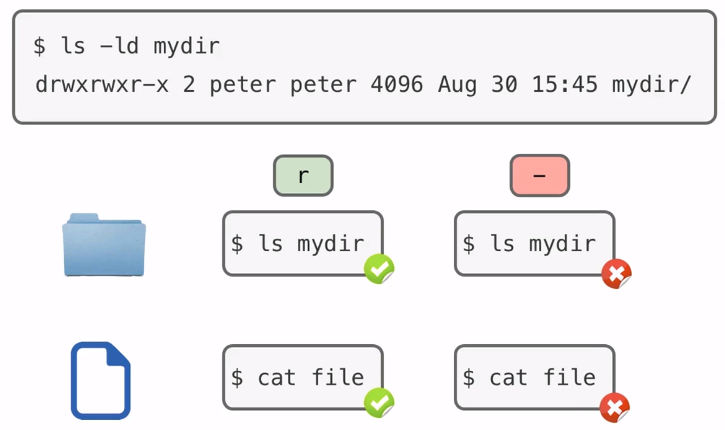 $ ls -ld mydir
drwxrwxr-x 2 peter peter 4096 Aug 30 15:45 mydir/
r
-
$ ls mydir
$ ls mydir
$ cat file
$ cat file